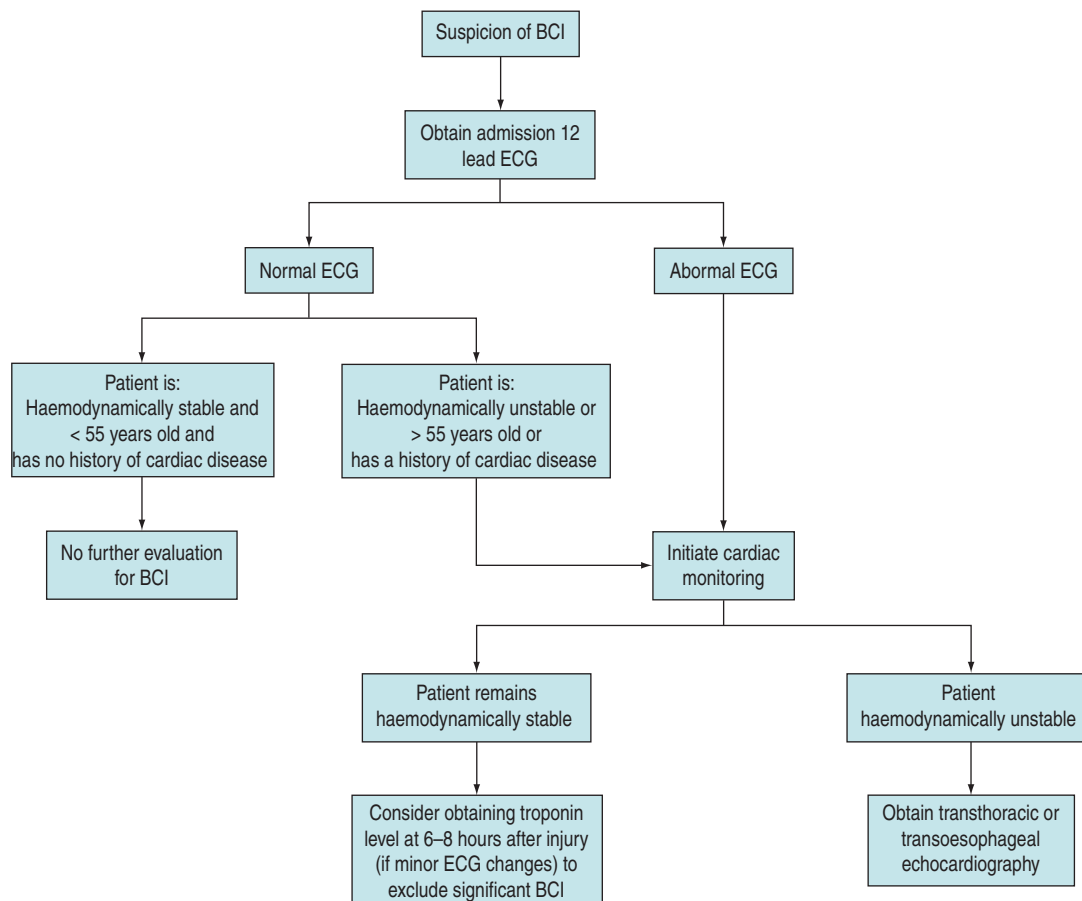 Suspicion of BCI
Obtain admission 12
lead ECG
Normal ECG
Abormal ECG
Patient is:
Haemodynamically stable and
< 55 years old and
has no history of cardiac disease
Patient is:
Haemodynamically unstable or
> 55 years old or
has a history of cardiac disease
No further evaluation
for BCI
Initiate cardiac
monitoring
Patient remains
haemodynamically stable
Patient
haemodynamically unstable
Consider obtaining troponin
level at 6–8 hours after injury
(if minor ECG changes) to
exclude significant BCI
Obtain transthoracic or
transoesophageal
echocardiography